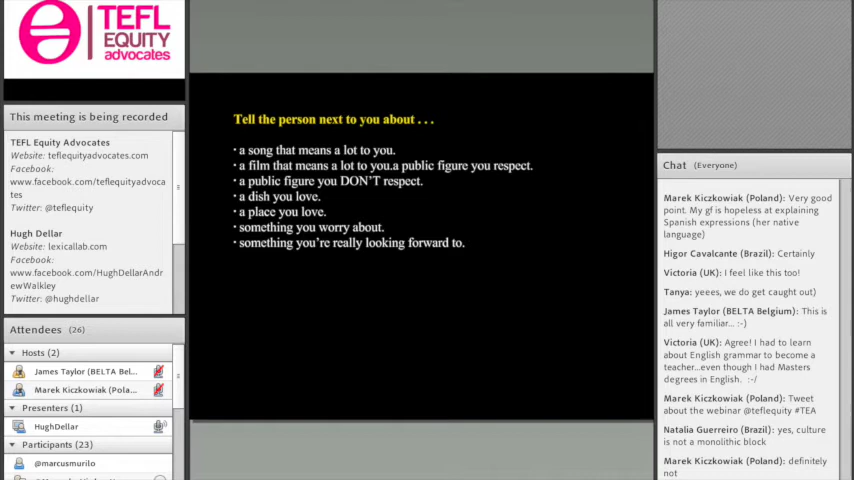 TEFL
EQUITY
advocates
This meeting is being recorded
TEFL Equity Advocates
Website: teflequityadvocates.com
Facebook:
www.facebook.com/teflequityadvoca
tes
Twitter: @teflequity
Hugh Dellar
Website: lexicallab.com
Facebook:
www.facebook.com/HughDellarAndr
ewWalkley
Twitter: @hughdellar
Attendees (26)
Hosts (2)
James Taylor (BELTA Bel...
Marek Kiczkowiak (Pola...
Presenters (1)
HughDellar
Participants (23)
@marcusmurilo
Tell the person next to you about . . .
· a song that means a lot to you.
· a film that means a lot to you.a public figure you respect.
· a public figure you DON'T respect.
· a dish you love.
· a place you love.
· something you worry about.
· something you're really looking forward to.
Chat (Everyone)
Marek Kiczkowiak (Poland): Very good
point. My gf is hopeless at explaining
Spanish expressions (her native
language)
Higor Cavalcante (Brazil): Certainly
Victoria (UK): I feel like this too!
Tanya: yeees, we do get caught out)
James Taylor (BELTA Belgium): This is
all very familiar... :-)
Victoria (UK): Agree! I had to learn
about English grammar to become a
teacher...even though I had Masters
degrees in English. :-/
Marek Kiczkowiak (Poland): Tweet
about the webinar @teflequity #TEA
Natalia Guerreiro (Brazil): yes, culture
is not a monolithic block
Marek Kiczkowiak (Poland): definitely
not